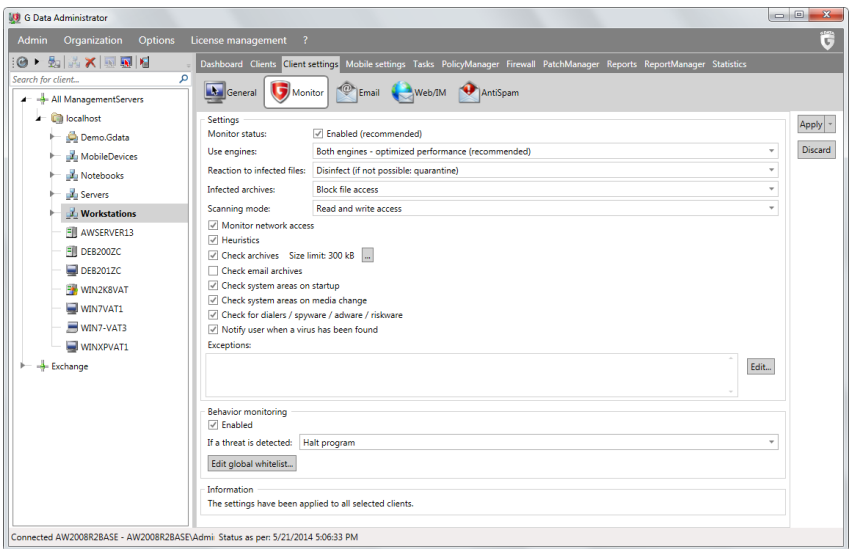 G Data Administrator
Admin Organization Options License management ?
Search for client...
All ManagementServers
localhost
Demo.Gdata
MobileDevices
Notebooks
Servers
Workstations
AWSERVER13
DEB200ZC
DEB201ZC
WIN2K8VAT
WIN7VAT1
WIN7-VAT3
WINXPVAT1
Exchange
Dashboard Clients Client settings Mobile settings Tasks PolicyManager Firewall PatchManager Reports ReportManager Statistics
General Monitor Email Web/IM AntiSpam
Settings
Monitor status: Enabled (recommended)
Use engines: Both engines - optimized performance (recommended)
Reaction to infected files: Disinfect (if not possible: quarantine)
Infected archives: Block file access
Scanning mode: Read and write access
Monitor network access
Heuristics
Check archives Size limit: 300 kB ...
Check email archives
Check system areas on startup
Check system areas on media change
Check for dialers / spyware / adware / riskware
Notify user when a virus has been found
Exceptions:
Edit...
Behavior monitoring
Enabled
If a threat is detected: Halt program
Edit global whitelist...
Information
The settings have been applied to all selected clients.
Apply
Discard
Connected AW2008R2BASE - AW2008R2BASE\Admi Status as per: 5/21/2014 5:06:33 PM